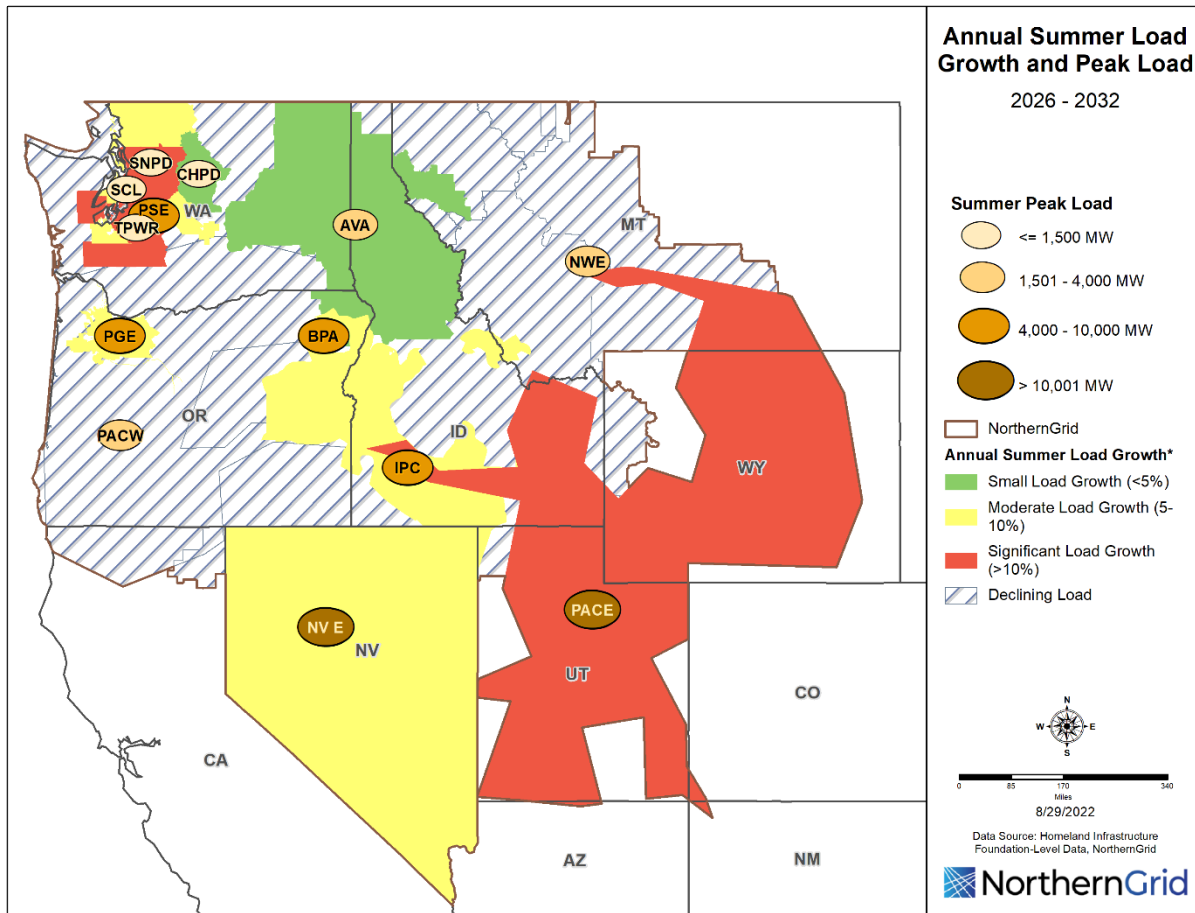 Annual Summer Load
Growth and Peak Load
2026 - 2032
Summer Peak Load
<= 1,500 MW
1,501 - 4,000 MW
4,000 - 10,000 MW
> 10,001 MW
NorthernGrid
Annual Summer Load Growth*
Small Load Growth (<5%)
Moderate Load Growth (5-
10%)
Significant Load Growth
(>10%)
Declining Load
N
W
E
S
0
85
170
340
Miles
8/29/2022
Data Source: Homeland Infrastructure
Foundation-Level Data, NorthernGrid
NorthernGrid
SNPD
CHPD
SCL
PSE
WA
TPWR
AVA
MT
NWE
PGE
BPA
OR
PACW
ID
IPC
WY
NV E
NV
PACE
UT
CO
CA
AZ
NM